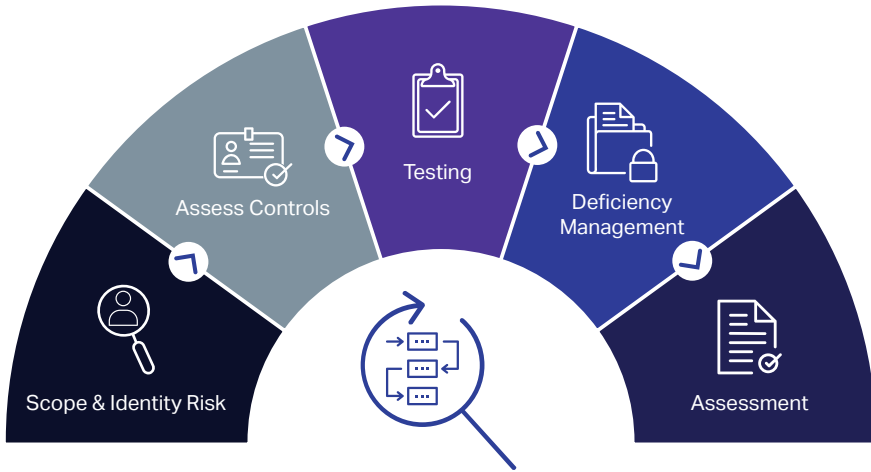 Scope & Identity Risk
Assess Controls
Testing
Deficiency
Management
Assessment